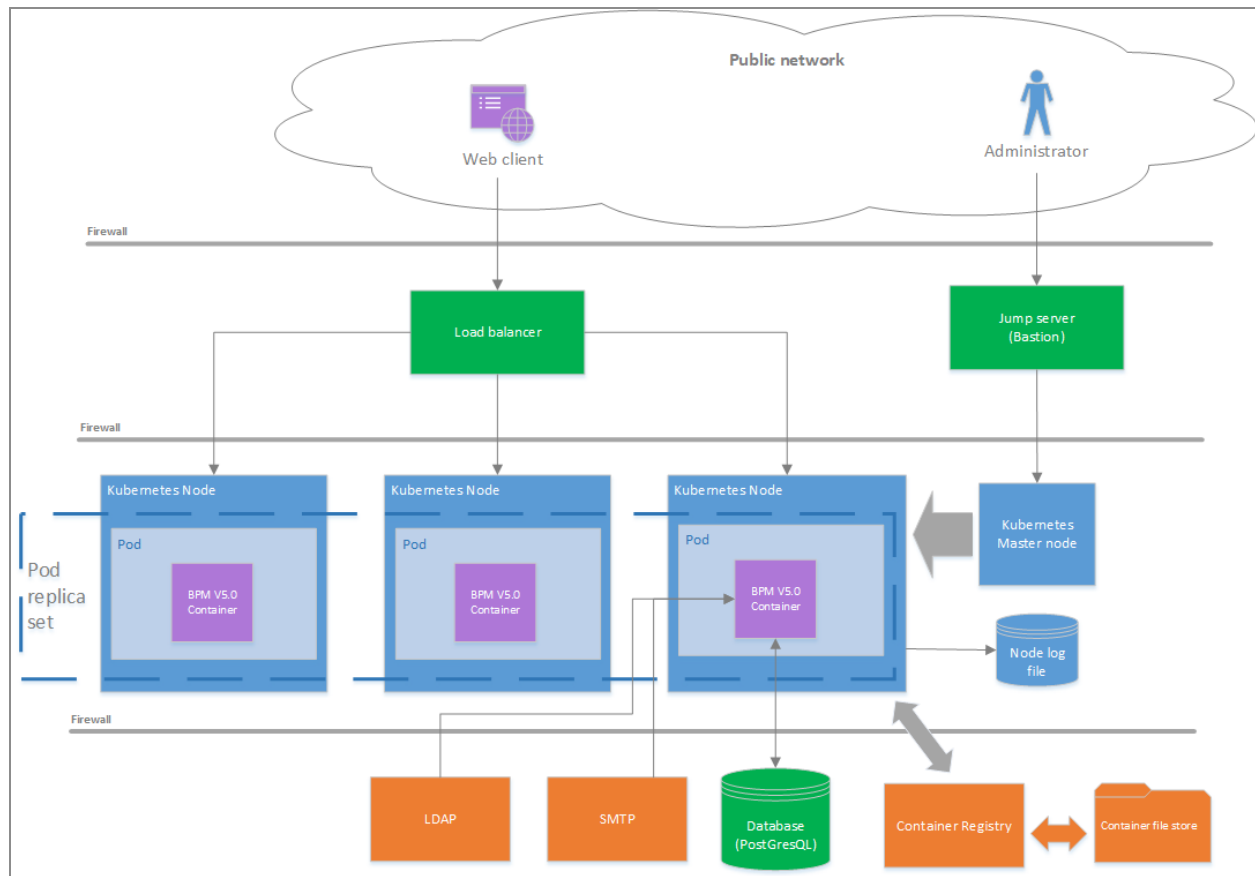 Public network
Web client
Administrator
Firewall
Load balancer
Jump server
(Bastion)
Firewall
Kubernetes Node
Kubernetes Node
Kubernetes Node
Kubernetes
Master node
Pod
replica
set
Pod
BPM V5.0
Container
Pod
BPM V5.0
Container
Pod
BPM V5.0
Container
Node log
file
Firewall
LDAP
SMTP
Database
(PostGresQL)
Container Registry
Container file store